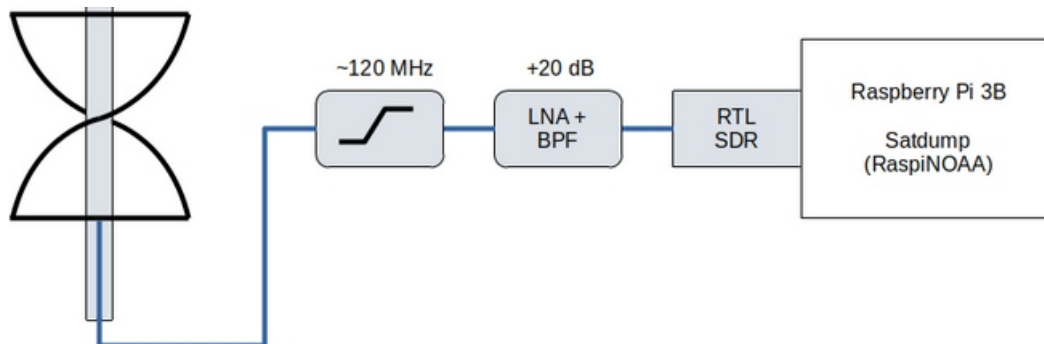 ~120 MHz
+20 dB
LNA +
BPF
RTL
SDR
Raspberry Pi 3B
Satdump
(RaspiNOAA)